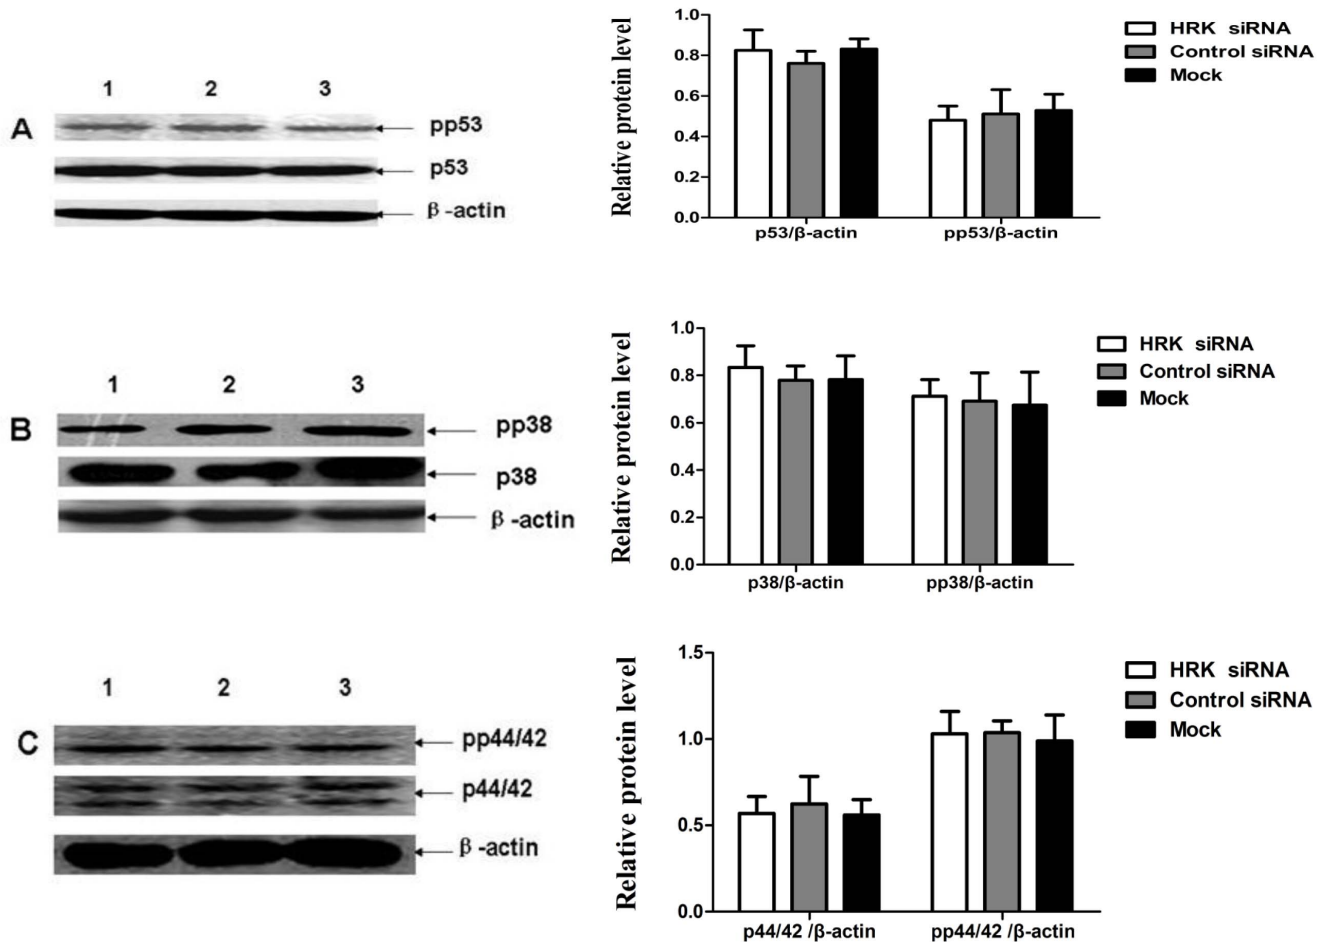 1 2 3
A
pp53
p53
β-actin
Relative protein level
1.0
0.8
0.6
0.4
0.2
0.0
p53/β-actin pp53/β-actin
HRK siRNA
Control siRNA
Mock
1 2 3
B
pp38
p38
β-actin
Relative protein level
1.0
0.8
0.6
0.4
0.2
0.0
p38/β-actin pp38/β-actin
HRK siRNA
Control siRNA
Mock
1 2 3
C
pp44/42
p44/42
β-actin
Relative protein level
1.5
1.0
0.5
0.0
p44/42 /β-actin pp44/42 /β-actin
HRK siRNA
Control siRNA
Mock